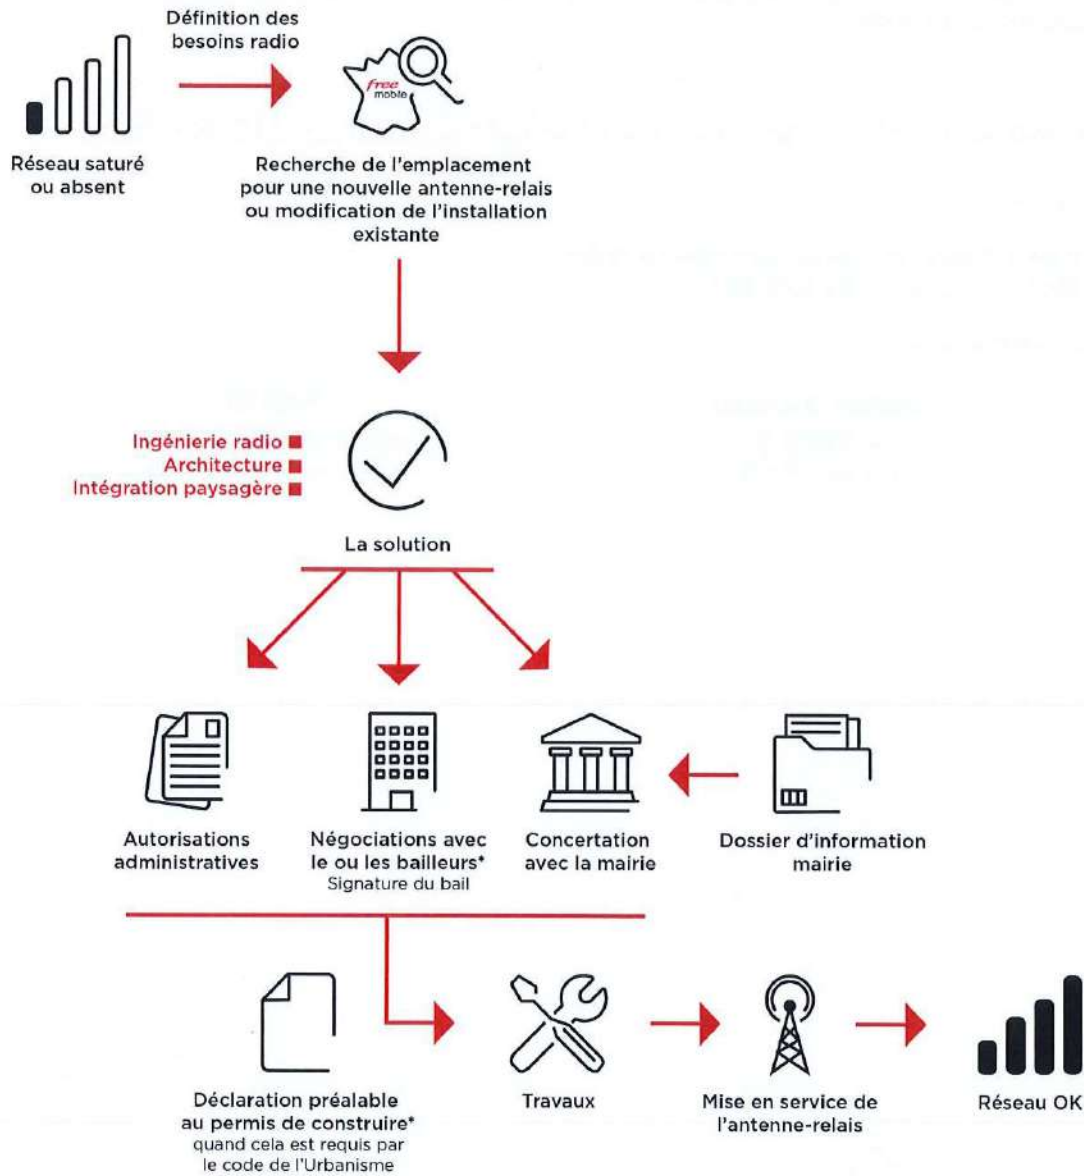 Définition des
besoins radio
free
mobile
Réseau saturé
ou absent
Recherche de l'emplacement
pour une nouvelle antenne-relais
ou modification de l'installation
existante
Ingénierie radio
Architecture
Intégration paysagère
La solution
Autorisations
administratives
Négociations avec
le ou les bailleurs*
Signature du bail
Concertation
avec la mairie
Dossier d'information
mairie
Déclaration préalable
au permis de construire*
quand cela est requis par
le code de l'Urbanisme
Travaux
Mise en service de
l'antenne-relais
Réseau OK